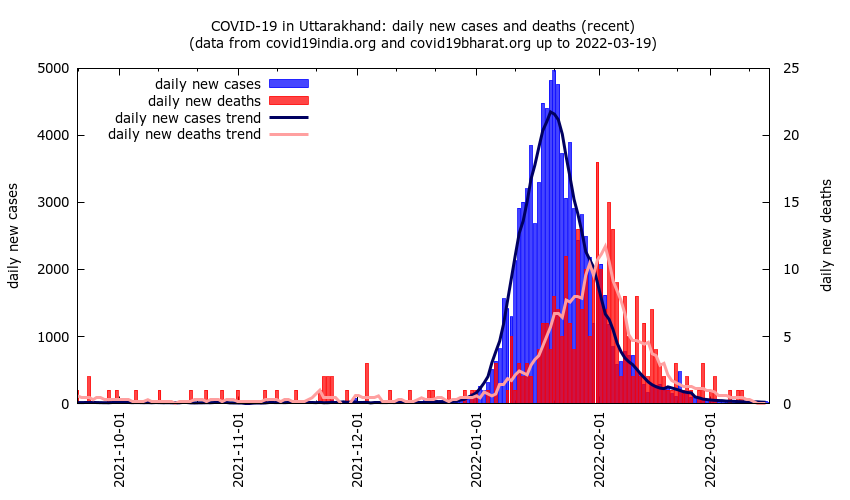 COVID-19 in Uttarakhand: daily new cases and deaths (recent)
(data from covid19india.org and covid19bharat.org up to 2022-03-19)
daily new cases
daily new deaths
daily new cases trend
daily new deaths trend
5000
4000
3000
2000
1000
0
daily new cases
25
20
15
10
5
0
daily new deaths
2021-10-01
2021-11-01
2021-12-01
2022-01-01
2022-02-01
2022-03-01